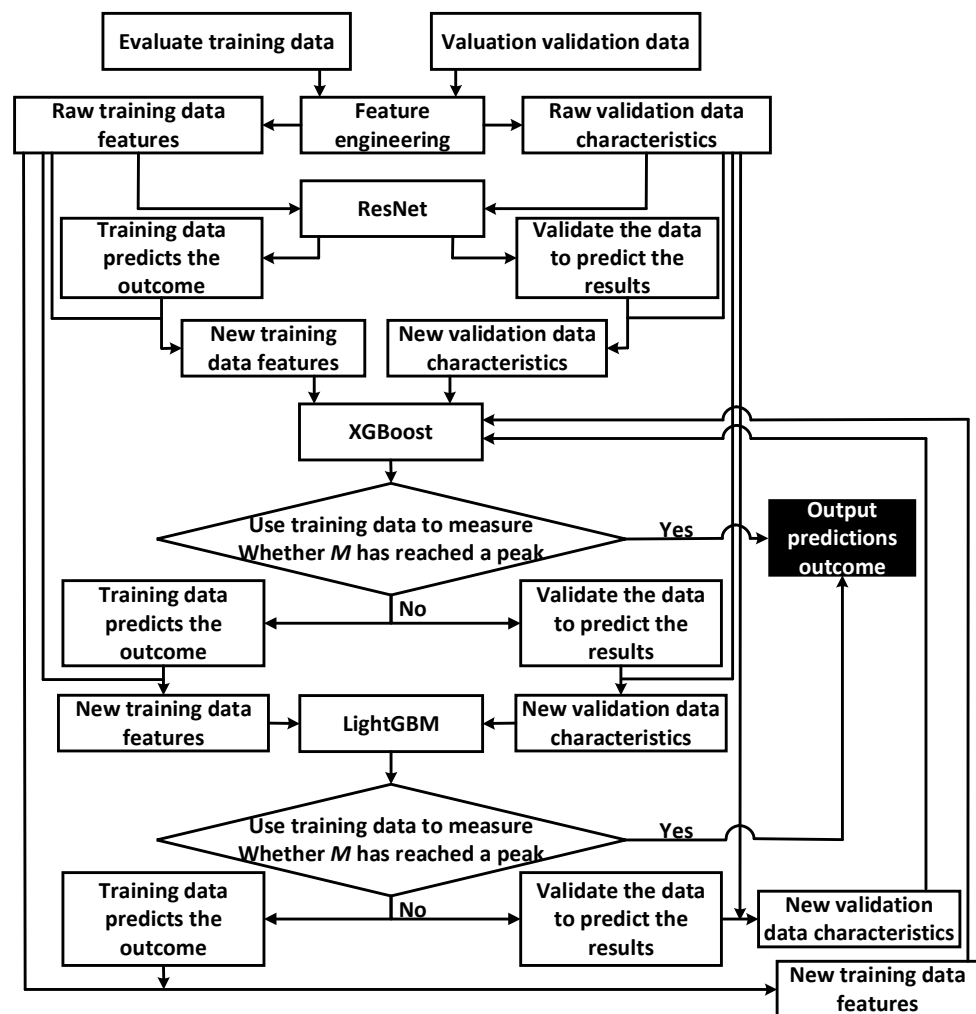 Evaluate training data
Valuation validation data
Raw training data
features
Feature
engineering
Raw validation data
characteristics
ResNet
Training data
predicts the
outcome
Validate the data
to predict the
results
New training
data features
New validation data
characteristics
XGBoost
Use training data to measure
Whether M has reached a peak
Yes
Output
predictions
outcome
No
Training data
predicts the
outcome
Validate the data
to predict the
results
New training data
features
LightGBM
New validation data
characteristics
Use training data to measure
Whether M has reached a peak
Yes
No
Training data
predicts the
outcome
Validate the data
to predict the
results
New validation
data characteristics
New training data
features